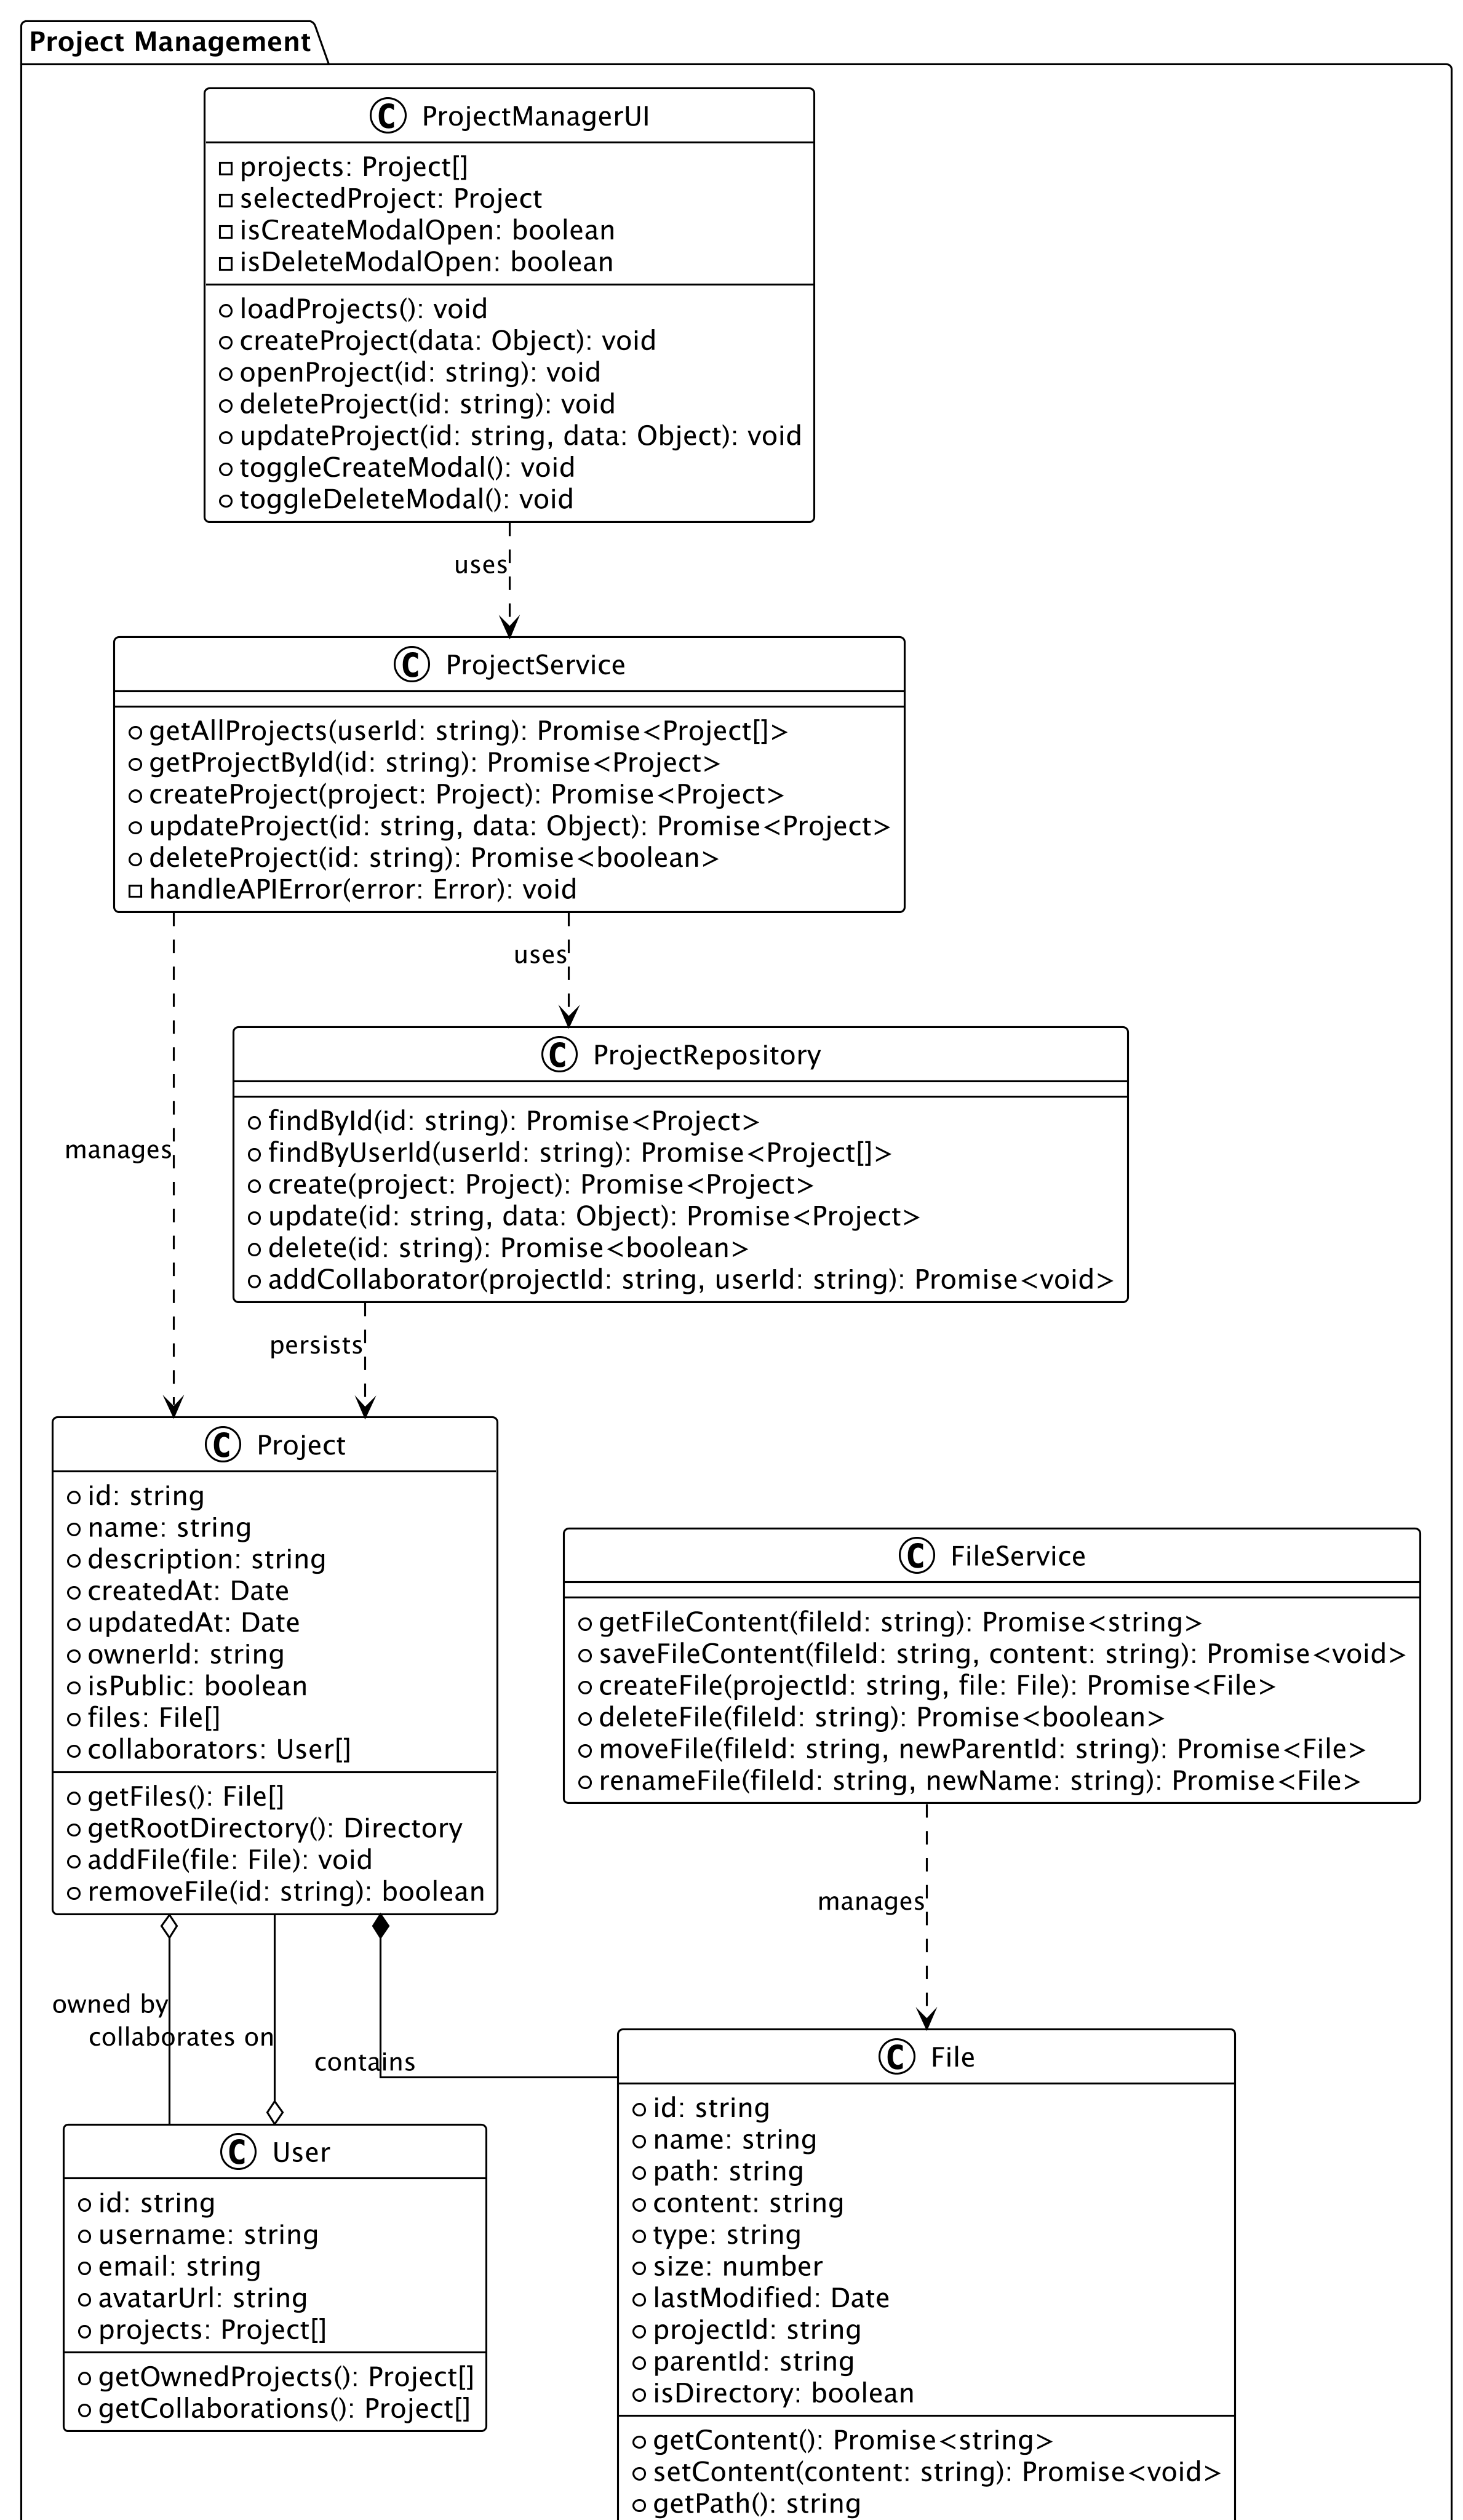 Project Management
C ProjectManagerUI
projects: Project[]
selectedProject: Project
isCreateModalOpen: boolean
isDeleteModalOpen: boolean
loadProjects(): void
createProject(data: Object): void
openProject(id: string): void
deleteProject(id: string): void
updateProject(id: string, data: Object): void
toggleCreateModal(): void
toggleDeleteModal(): void
uses
C ProjectService
getAllProjects(userId: string): Promise<Project[]>
getProjectById(id: string): Promise<Project>
createProject(project: Project): Promise<Project>
updateProject(id: string, data: Object): Promise<Project>
deleteProject(id: string): Promise<boolean>
handleAPIError(error: Error): void
uses
manages
C ProjectRepository
findById(id: string): Promise<Project>
findByUserId(userId: string): Promise<Project[]>
create(project: Project): Promise<Project>
update(id: string, data: Object): Promise<Project>
delete(id: string): Promise<boolean>
addCollaborator(projectId: string, userId: string): Promise<void>
persists
C Project
id: string
name: string
description: string
createdAt: Date
updatedAt: Date
ownerId: string
isPublic: boolean
files: File[]
collaborators: User[]
getFiles(): File[]
getRootDirectory(): Directory
addFile(file: File): void
removeFile(id: string): boolean
C FileService
getFileContent(fileId: string): Promise<string>
saveFileContent(fileId: string, content: string): Promise<void>
createFile(projectId: string, file: File): Promise<File>
deleteFile(fileId: string): Promise<boolean>
moveFile(fileId: string, newParentId: string): Promise<File>
renameFile(fileId: string, newName: string): Promise<File>
manages
owned by
collaborates on
contains
C User
id: string
username: string
email: string
avatarUrl: string
projects: Project[]
getOwnedProjects(): Project[]
getCollaborations(): Project[]
C File
id: string
name: string
path: string
content: string
type: string
size: number
lastModified: Date
projectId: string
parentId: string
isDirectory: boolean
getContent(): Promise<string>
setContent(content: string): Promise<void>
getPath(): string